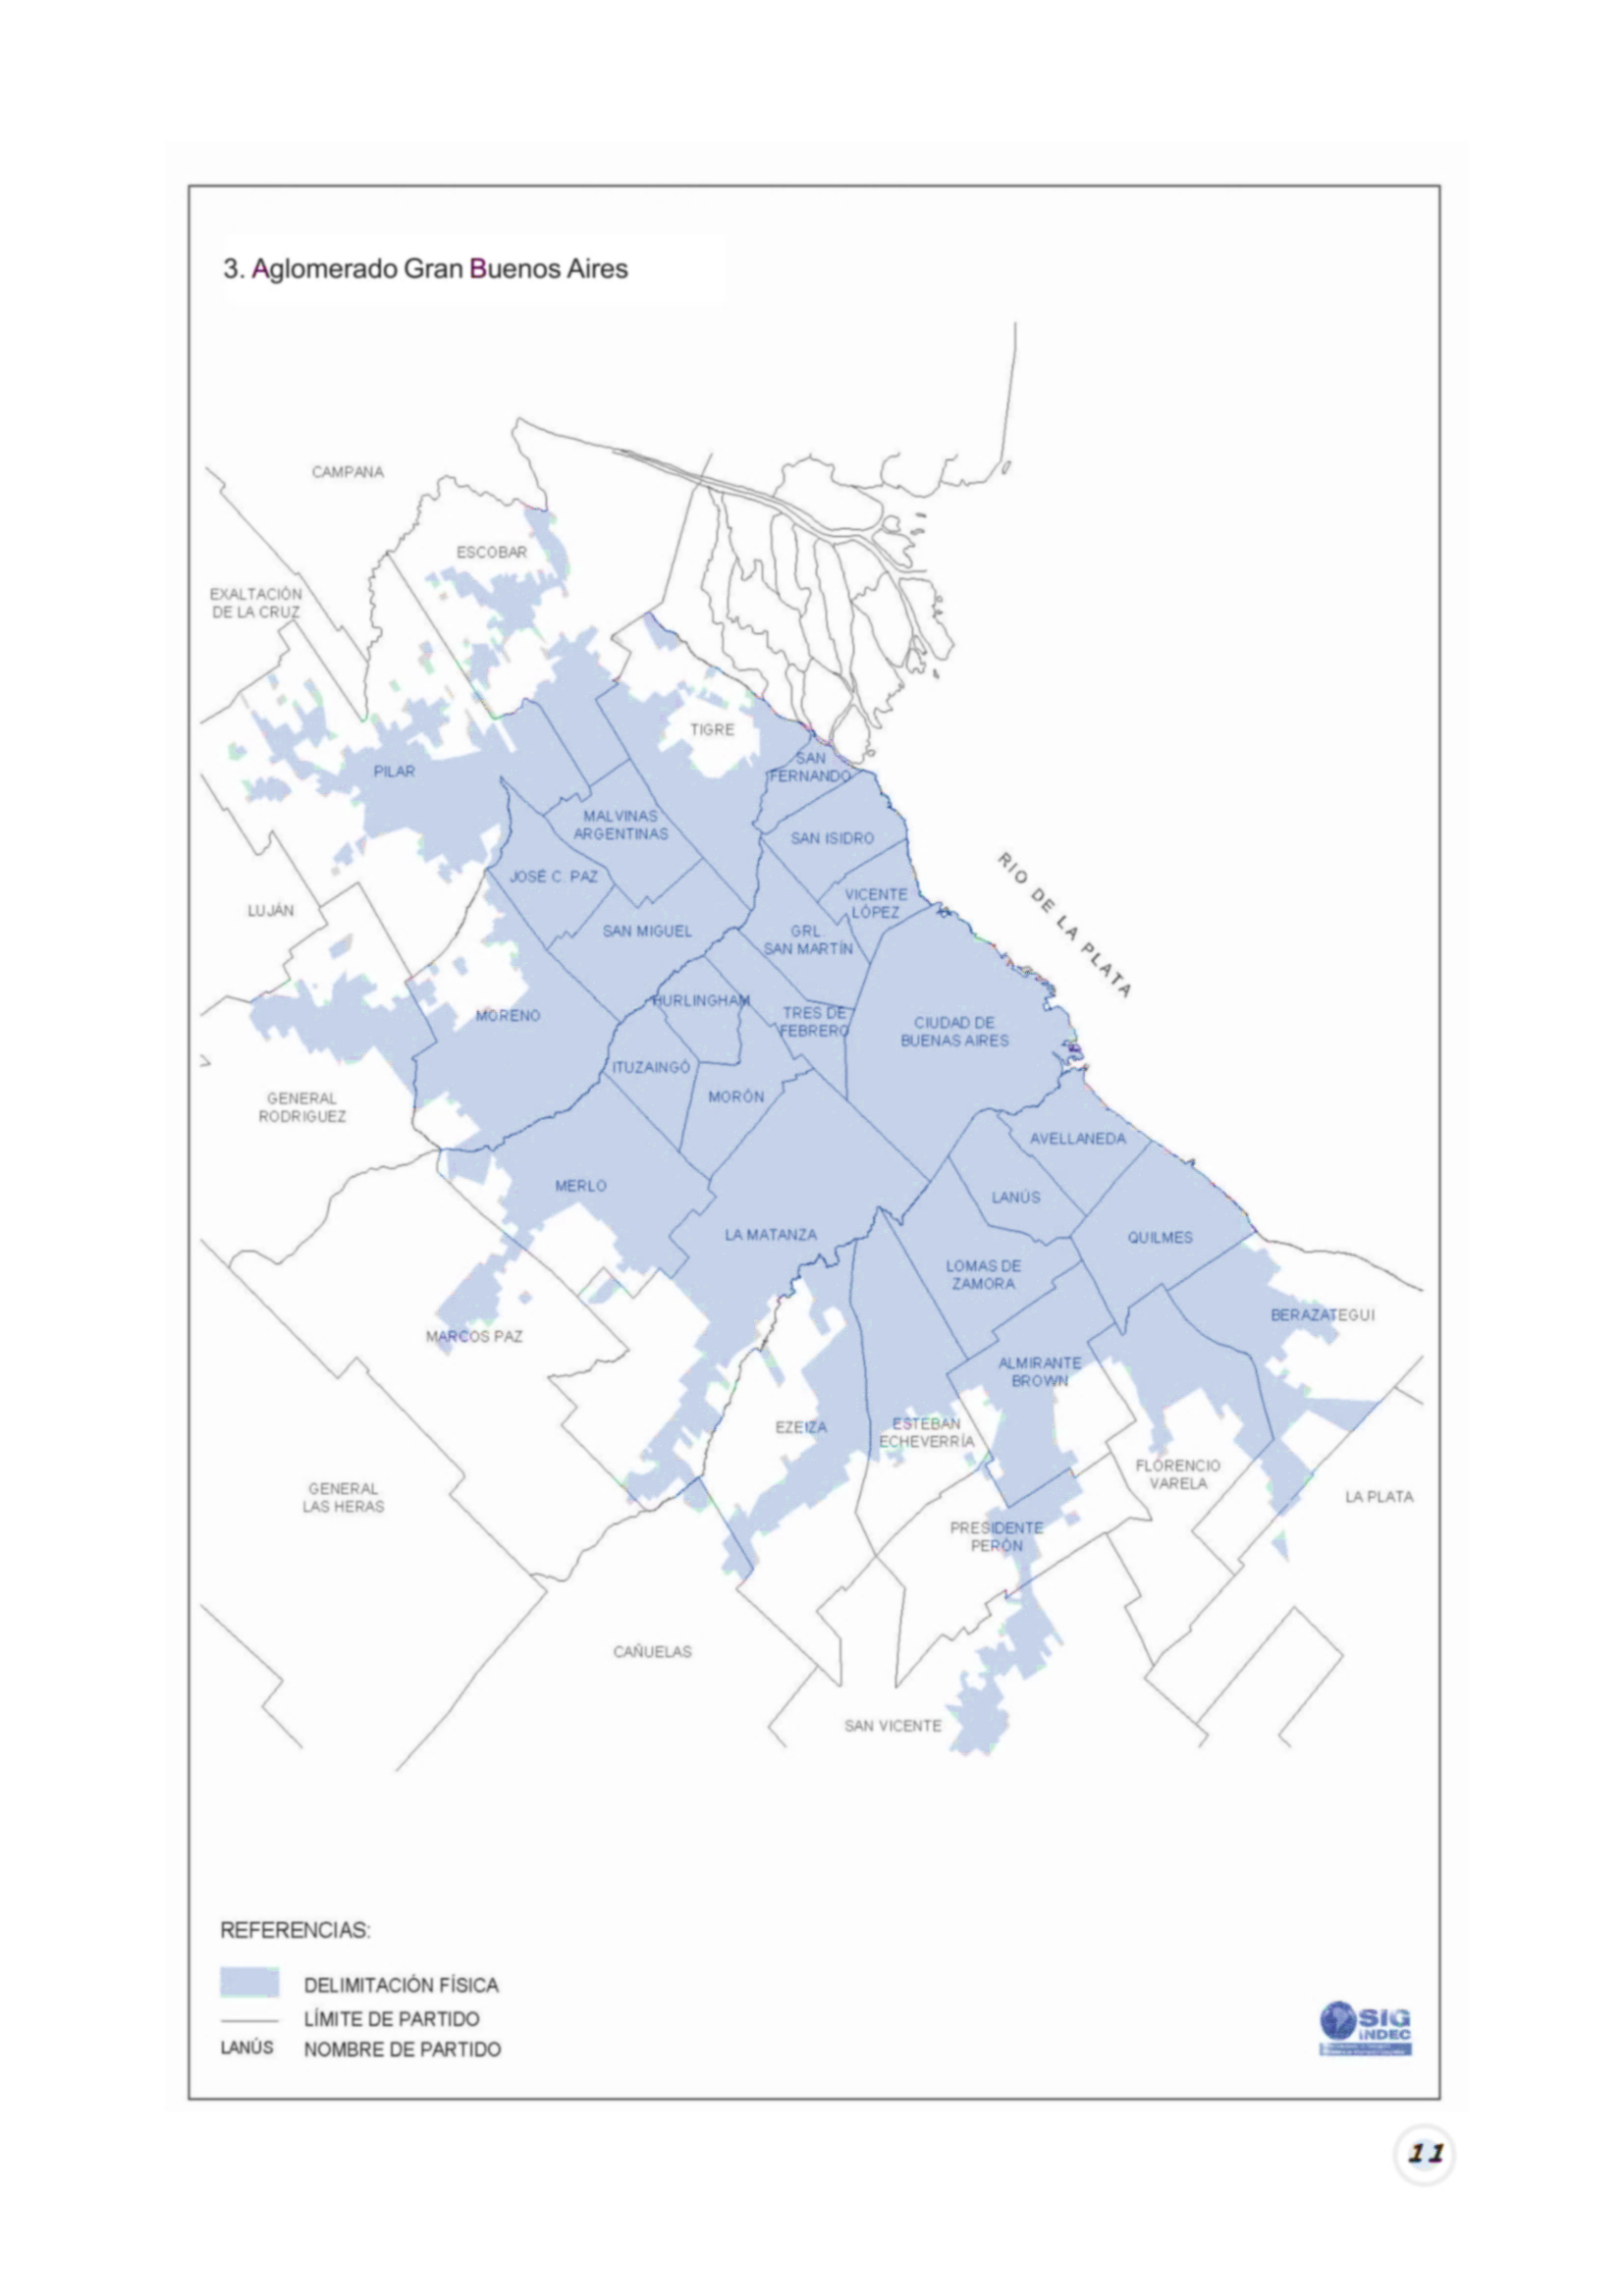 3. Aglomerado Gran Buenos Aires
CAMPANA
ESCOBAR
EXALTACIÓN
DE LA CRUZ
TIGRE
SAN
FERNANDO
PILAR
MALVINAS
ARGENTINAS
SAN ISIDRO
JOSÉ C. PAZ
VICENTE
LÓPEZ
RIO DE LA PLATA
LUJÁN
SAN MIGUEL
GRL
SAN MARTÍN
HURLINGHAM
MORENO
TRES DE
FEBRERO
CIUDAD DE
BUENAS AIRES
ITUZAINGÓ
MORÓN
GENERAL
RODRIGUEZ
AVELLANEDA
MERLO
LANÚS
LA MATANZA
QUILMES
LOMAS DE
ZAMORA
BERAZATEGUI
MARCOS PAZ
ALMIRANTE
BROWN
EZEIZA
ESTEBAN
ECHEVERRÍA
FLORENCIO
VARELA
GENERAL
LAS HERAS
LA PLATA
PRESIDENTE
PERÓN
CAÑUELAS
SAN VICENTE
REFERENCIAS:
DELIMITACIÓN FÍSICA
LÍMITE DE PARTIDO
LANÚS NOMBRE DE PARTIDO
SIG
INDEC
11